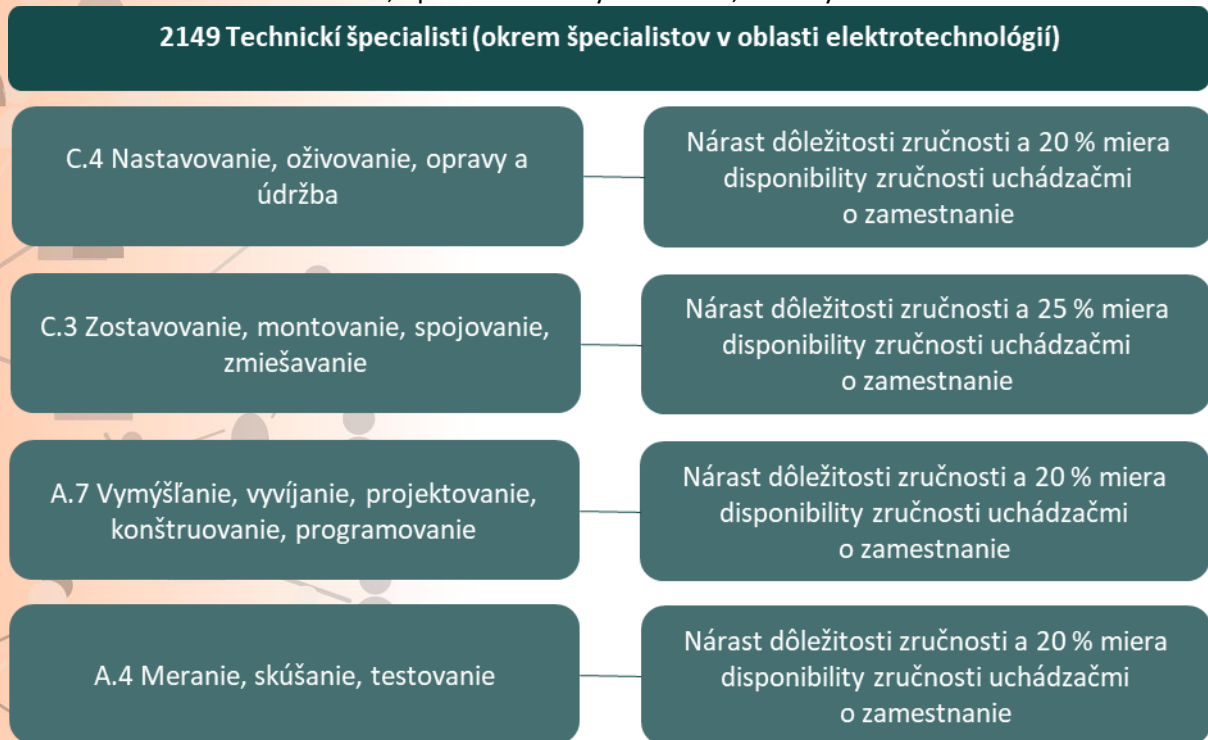 2149 Technickí špecialisti (okrem špecialistov v oblasti elektrotechnológií)
C.4 Nastavovanie, oživovanie, opravy a
údržba
Nárast dôležitosti zručnosti a 20 % miera
disponibility zručnosti uchádzačmi
o zamestnanie
C.3 Zostavovanie, montovanie, spojovanie,
zmiešavanie
Nárast dôležitosti zručnosti a 25 % miera
disponibility zručnosti uchádzačmi
o zamestnanie
A.7 Vymýšľanie, vyvíjanie, projektovanie,
konštruovanie, programovanie
Nárast dôležitosti zručnosti a 20 % miera
disponibility zručnosti uchádzačmi
o zamestnanie
A.4 Meranie, skúšanie, testovanie
Nárast dôležitosti zručnosti a 20 % miera
disponibility zručnosti uchádzačmi
o zamestnanie